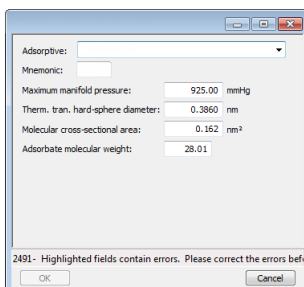 Adsorptive:
Mnemonic:
Maximum manifold pressure: 925.00 mmHg
Therm. tran. hard-sphere diameter: 0.3860 nm
Molecular cross-sectional area: 0.162 nm²
Adsorbate molecular weight: 28.01
2491- Highlighted fields contain errors. Please correct the errors bef
OK Cancel